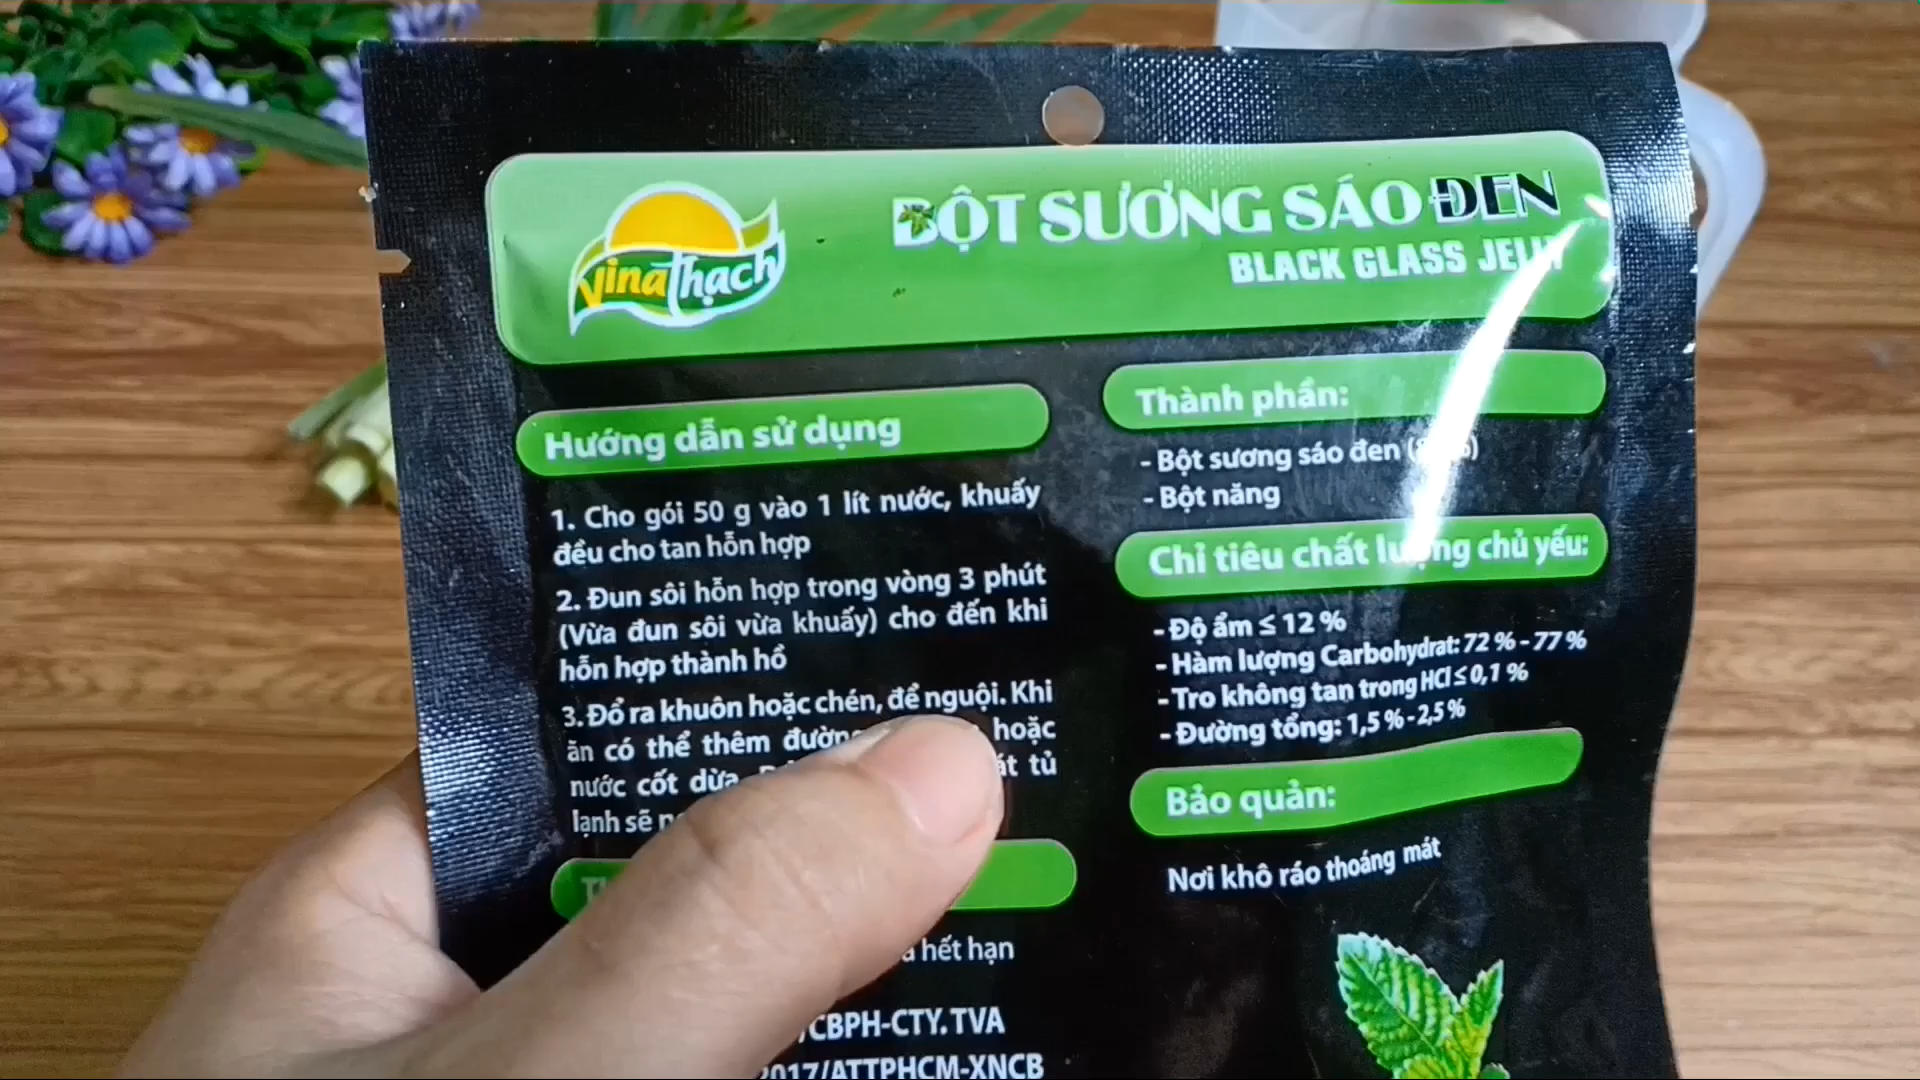 VinaThạch
BỘT SƯƠNG SÁO ĐEN
BLACK GLASS JELLY
Hướng dẫn sử dụng
1. Cho gói 50 g vào 1 lít nước, khuấy
đều cho tan hỗn hợp
2. Đun sôi hỗn hợp trong vòng 3 phút
(Vừa đun sôi vừa khuấy) cho đến khi
hỗn hợp thành hồ
3. Đổ ra khuôn hoặc chén, để nguội. Khi
ăn có thể thêm đường hoặc
nước cốt dừa tủ
lạnh sẽ
hết hạn
CBPH-CTY.TVA
2017/ATTPHCM-XNCB
Thành phần:
- Bột sương sáo đen
- Bột năng
Chỉ tiêu chất lượng chủ yếu:
- Độ ẩm ≤ 12 %
- Hàm lượng Carbohydrat: 72 % - 77 %
- Tro không tan trong HCl ≤ 0,1 %
- Đường tổng: 1,5 % - 2,5 %
Bảo quản:
Nơi khô ráo thoáng mát